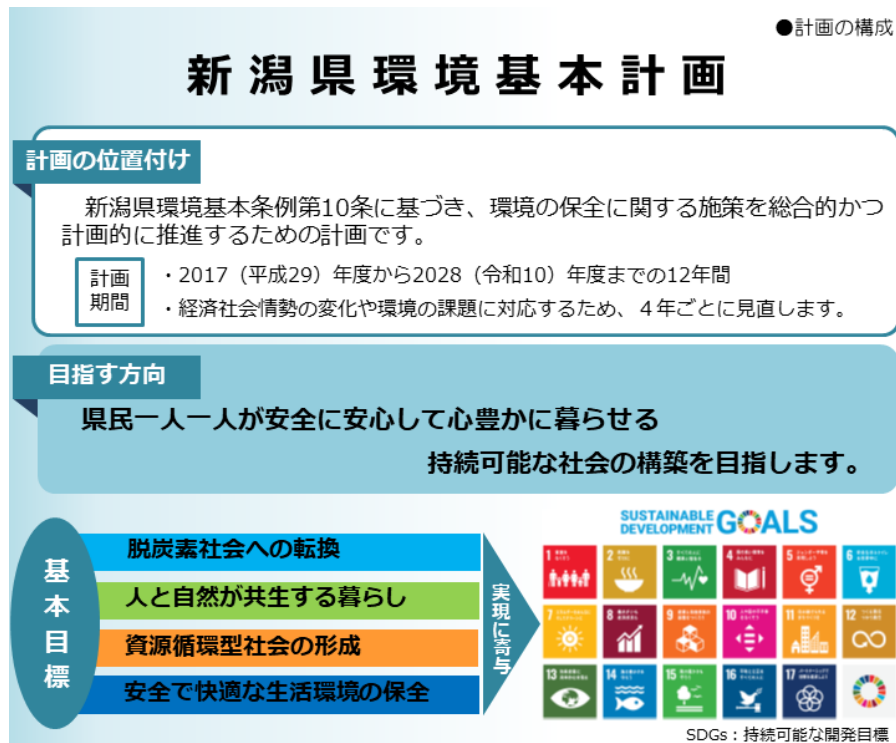 ●計画の構成
新潟県環境基本計画
計画の位置付け
新潟県環境基本条例第10条に基づき、環境の保全に関する施策を総合的かつ
計画的に推進するための計画です。
計画
期間
・2017（平成29）年度から2028（令和10）年度までの12年間
・経済社会情勢の変化や環境の課題に対応するため、４年ごとに見直します。
目指す方向
県民一人一人が安全に安心して心豊かに暮らせる
持続可能な社会の構築を目指します。
基本目標
脱炭素社会への転換
人と自然が共生する暮らし
資源循環型社会の形成
安全で快適な生活環境の保全
実現に寄与
SUSTAINABLE
DEVELOPMENT GOALS
1
2
3
4
5
6
7
8
9
10
11
12
13
14
15
16
17
SDGs：持続可能な開発目標